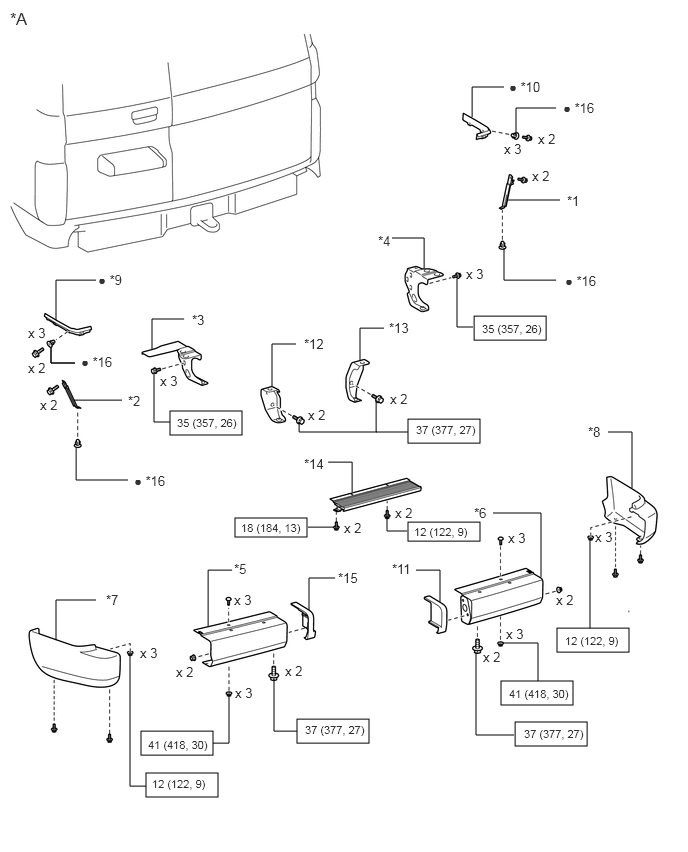 *A
*10
*16
x 3
x 2
x 2
*1
*4
x 3
*16
*9
35 (357, 26)
*3
*13
x 3
*12
*16
x 2
x 3
x 2
*2
x 2
x 2
35 (357, 26)
37 (377, 27)
*8
*14
*16
*6
x 2
18 (184, 13)
x 2
12 (122, 9)
x 3
x 3
*5
*15
*11
*7
x 3
x 2
12 (122, 9)
x 3
x 3
x 2
x 2
x 2
x 3
41 (418, 30)
37 (377, 27)
37 (377, 27)
41 (418, 30)
12 (122, 9)